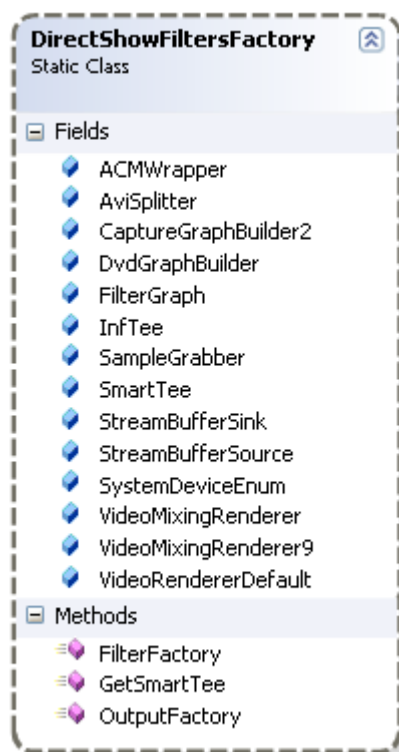 DirectShowFiltersFactory
Static Class
Fields
ACMWrapper
AviSplitter
CaptureGraphBuilder2
DvdGraphBuilder
FilterGraph
InfTee
SampleGrabber
SmartTee
StreamBufferSink
StreamBufferSource
SystemDeviceEnum
VideoMixingRenderer
VideoMixingRenderer9
VideoRendererDefault
Methods
FilterFactory
GetSmartTee
OutputFactory